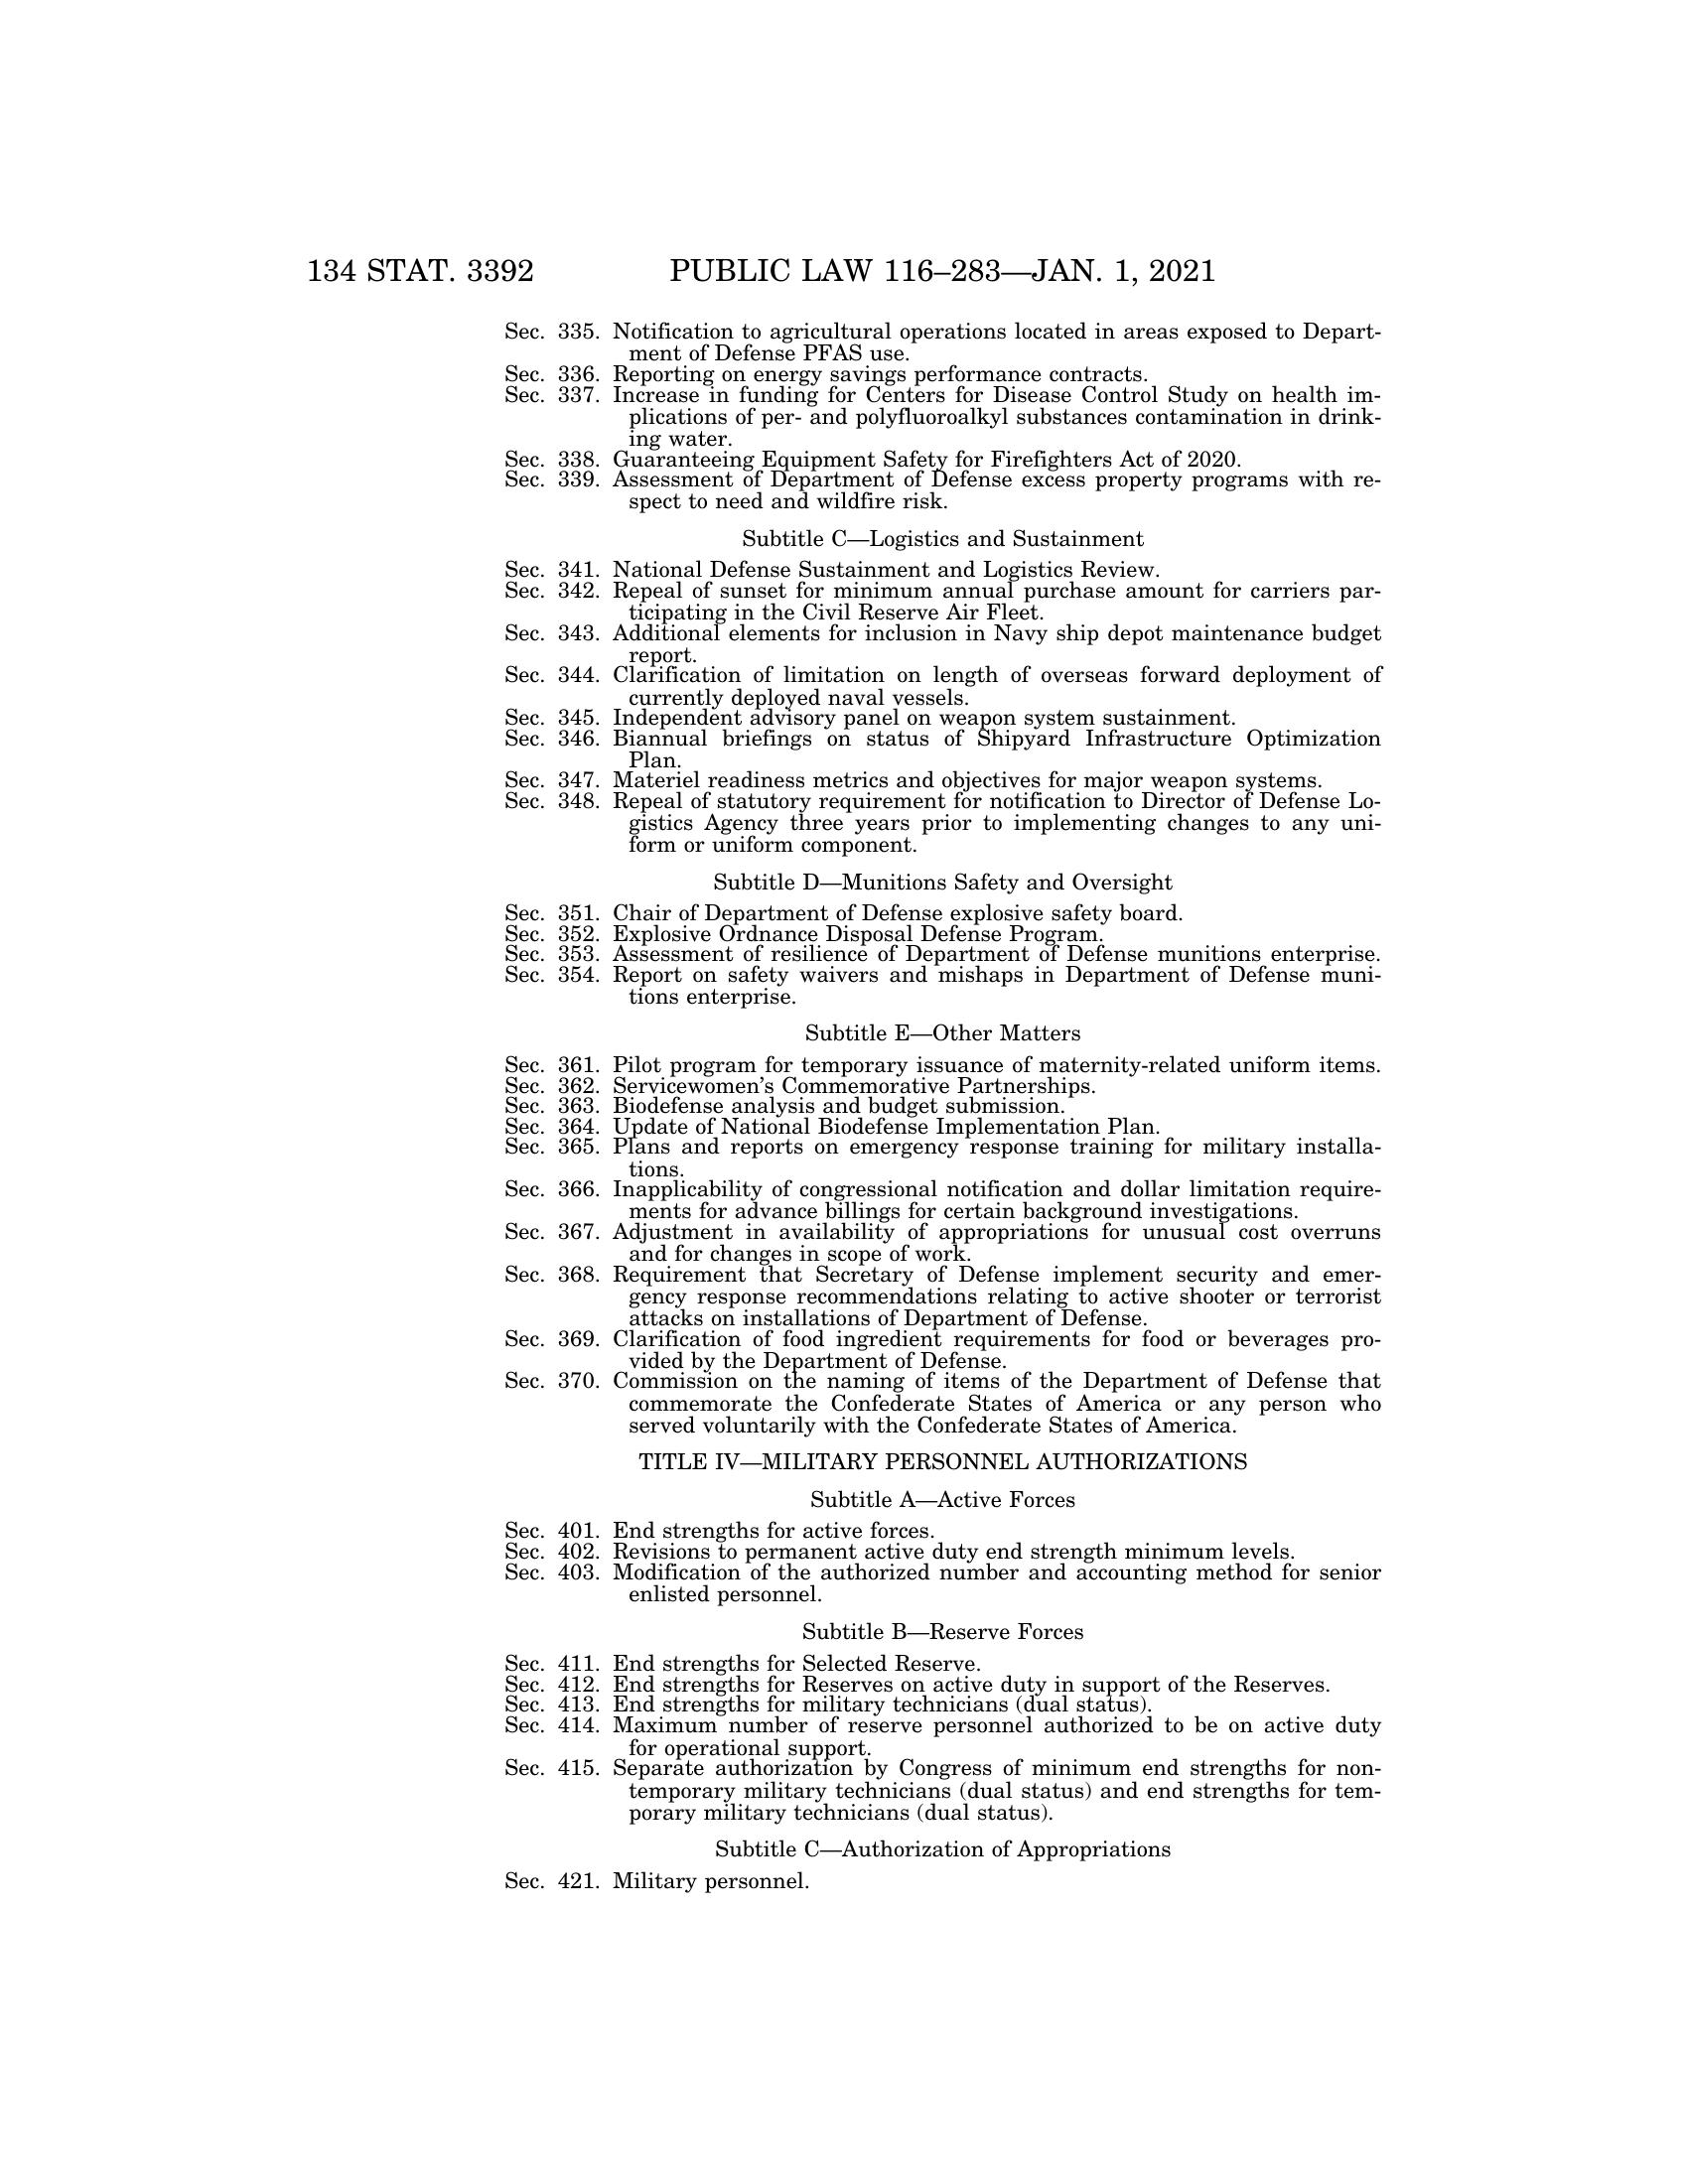 134 STAT. 3392 PUBLIC LAW 116–283—JAN. 1, 2021
Sec. 335. Notification to agricultural operations located in areas exposed to Depart-
ment of Defense PFAS use.
Sec. 336. Reporting on energy savings performance contracts.
Sec. 337. Increase in funding for Centers for Disease Control Study on health im-
plications of per- and polyfluoroalkyl substances contamination in drink-
ing water.
Sec. 338. Guaranteeing Equipment Safety for Firefighters Act of 2020.
Sec. 339. Assessment of Department of Defense excess property programs with re-
spect to need and wildfire risk.
Subtitle C—Logistics and Sustainment
Sec. 341. National Defense Sustainment and Logistics Review.
Sec. 342. Repeal of sunset for minimum annual purchase amount for carriers par-
ticipating in the Civil Reserve Air Fleet.
Sec. 343. Additional elements for inclusion in Navy ship depot maintenance budget
report.
Sec. 344. Clarification of limitation on length of overseas forward deployment of
currently deployed naval vessels.
Sec. 345. Independent advisory panel on weapon system sustainment.
Sec. 346. Biannual briefings on status of Shipyard Infrastructure Optimization
Plan.
Sec. 347. Materiel readiness metrics and objectives for major weapon systems.
Sec. 348. Repeal of statutory requirement for notification to Director of Defense Lo-
gistics Agency three years prior to implementing changes to any uni-
form or uniform component.
Subtitle D—Munitions Safety and Oversight
Sec. 351. Chair of Department of Defense explosive safety board.
Sec. 352. Explosive Ordnance Disposal Defense Program.
Sec. 353. Assessment of resilience of Department of Defense munitions enterprise.
Sec. 354. Report on safety waivers and mishaps in Department of Defense muni-
tions enterprise.
Subtitle E—Other Matters
Sec. 361. Pilot program for temporary issuance of maternity-related uniform items.
Sec. 362. Servicewomen’s Commemorative Partnerships.
Sec. 363. Biodefense analysis and budget submission.
Sec. 364. Update of National Biodefense Implementation Plan.
Sec. 365. Plans and reports on emergency response training for military installa-
tions.
Sec. 366. Inapplicability of congressional notification and dollar limitation require-
ments for advance billings for certain background investigations.
Sec. 367. Adjustment in availability of appropriations for unusual cost overruns
and for changes in scope of work.
Sec. 368. Requirement that Secretary of Defense implement security and emer-
gency response recommendations relating to active shooter or terrorist
attacks on installations of Department of Defense.
Sec. 369. Clarification of food ingredient requirements for food or beverages pro-
vided by the Department of Defense.
Sec. 370. Commission on the naming of items of the Department of Defense that
commemorate the Confederate States of America or any person who
served voluntarily with the Confederate States of America.
TITLE IV—MILITARY PERSONNEL AUTHORIZATIONS
Subtitle A—Active Forces
Sec. 401. End strengths for active forces.
Sec. 402. Revisions to permanent active duty end strength minimum levels.
Sec. 403. Modification of the authorized number and accounting method for senior
enlisted personnel.
Subtitle B—Reserve Forces
Sec. 411. End strengths for Selected Reserve.
Sec. 412. End strengths for Reserves on active duty in support of the Reserves.
Sec. 413. End strengths for military technicians (dual status).
Sec. 414. Maximum number of reserve personnel authorized to be on active duty
for operational support.
Sec. 415. Separate authorization by Congress of minimum end strengths for non-
temporary military technicians (dual status) and end strengths for tem-
porary military technicians (dual status).
Subtitle C—Authorization of Appropriations
Sec. 421. Military personnel.